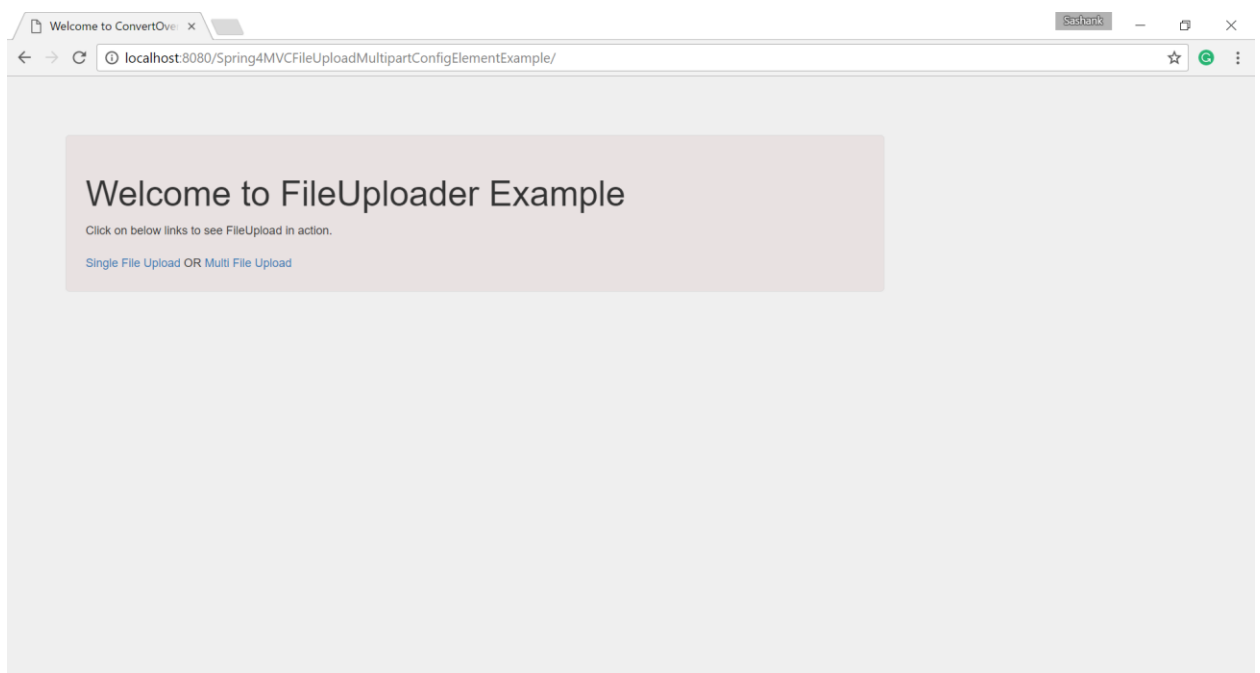 Welcome to ConvertOve
Sashank
localhost:8080/Spring4MVCFileUploadMultipartConfigElementExample/
Welcome to FileUploader Example
Click on below links to see FileUpload in action.
Single File Upload OR Multi File Upload